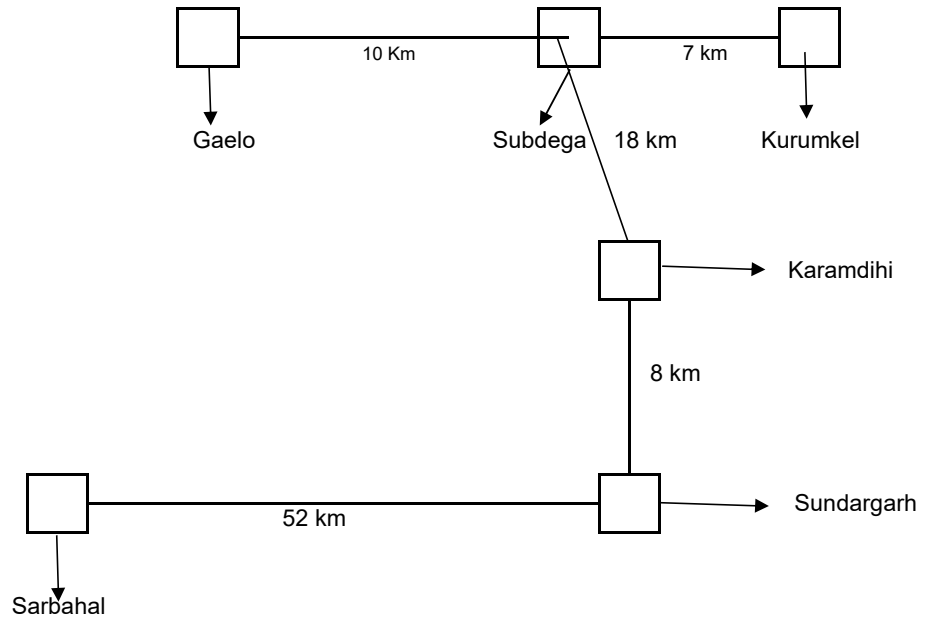 10 Km
7 km
Gaelo
Subdega
18 km
Kurumkel
Karamdihi
8 km
Sundargarh
52 km
Sarbahal